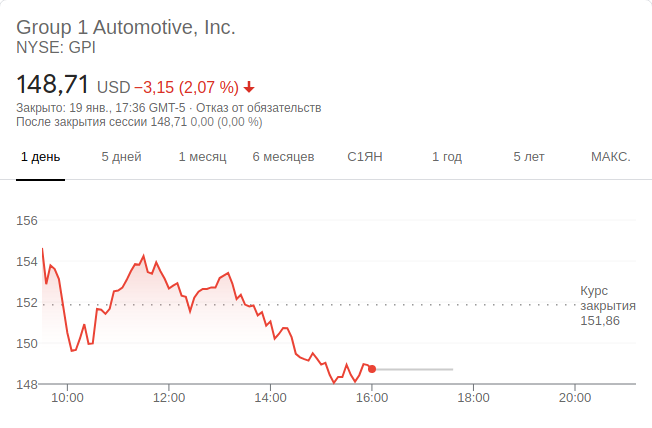 Group 1 Automotive, Inc.
NYSE: GPI
148,71 USD −3,15 (2,07 %)
Закрыто: 19 янв., 17:36 GMT-5 · Отказ от обязательств
После закрытия сессии 148,71 0,00 (0,00 %)
1 день 5 дней 1 месяц 6 месяцев С1ЯН 1 год 5 лет МАКС.
156
154
152
150
148
Курс
закрытия
151,86
10:00 12:00 14:00 16:00 18:00 20:00